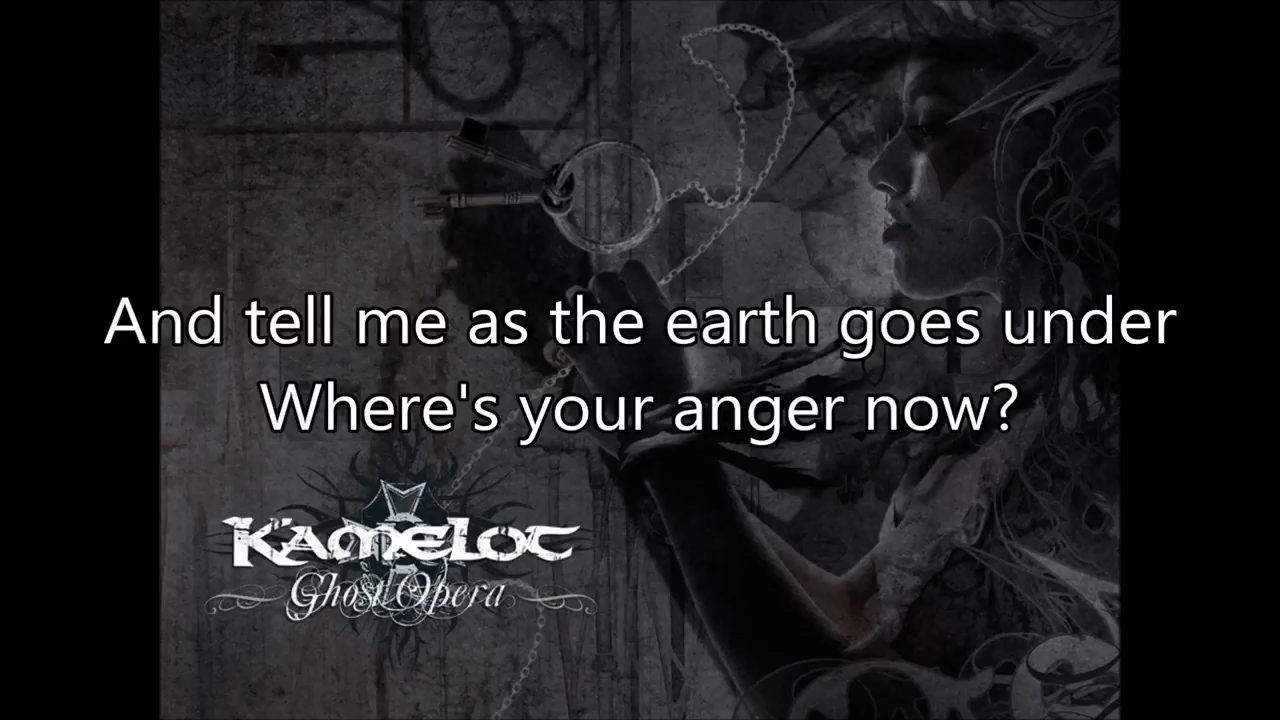 And tell me as the earth goes under
Where's your anger now?
KAMELOT
Ghost Opera